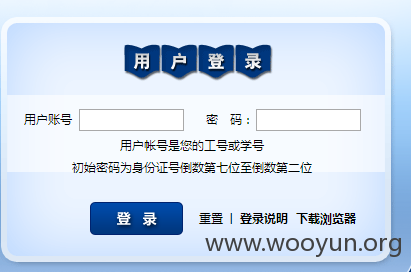 用户登录
用户账号 密 码：
用户帐号是您的工号或学号
初始密码为身份证号倒数第七位至倒数第二位
登 录 重置 | 登录说明 下载浏览器
www.wooyun.org